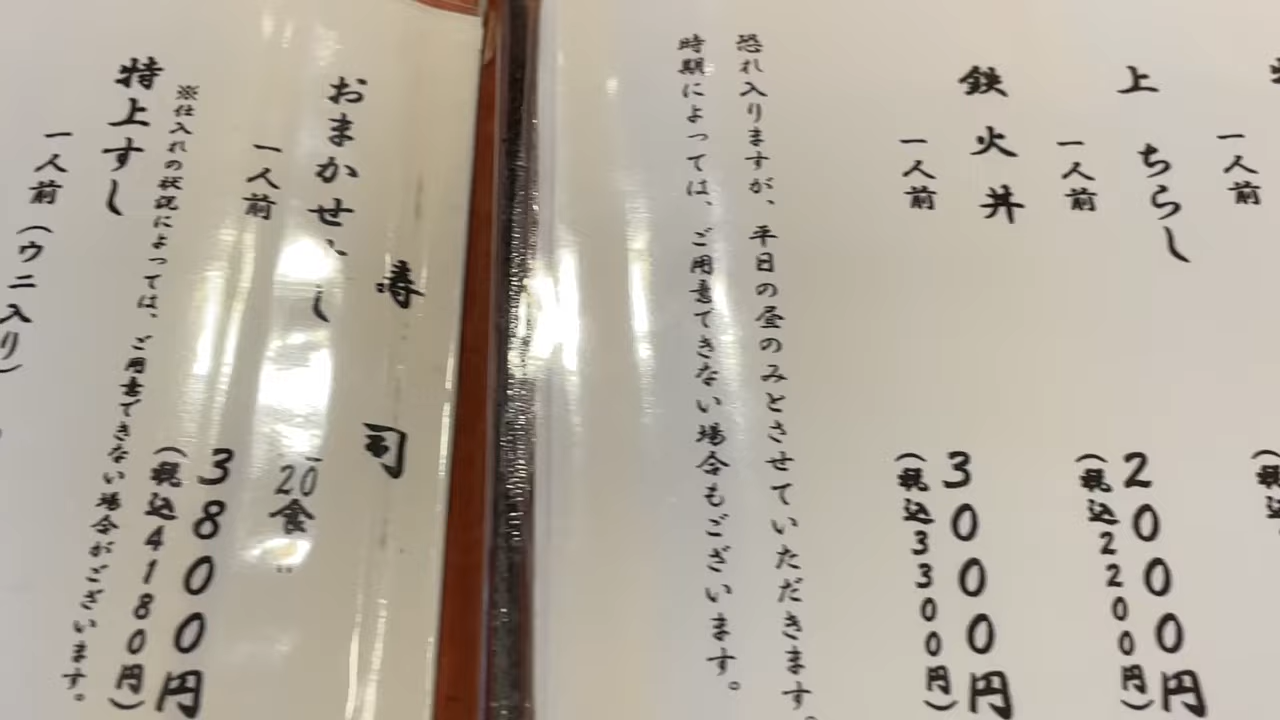 一人前
(税込
上ちらし
一人前
2000円
(税込2200円)
鉄火丼
一人前
3000円
(税込3300円)
恐れ入りますが、平日の昼のみとさせていただきます。
時期によっては、ご用意できない場合もございます。
寿司
おまかせすし
20食
一人前
3800円
(税込4180円)
※仕入れの状況によっては、ご用意できない場合がございます。
特上すし
一人前(ウニ入り)